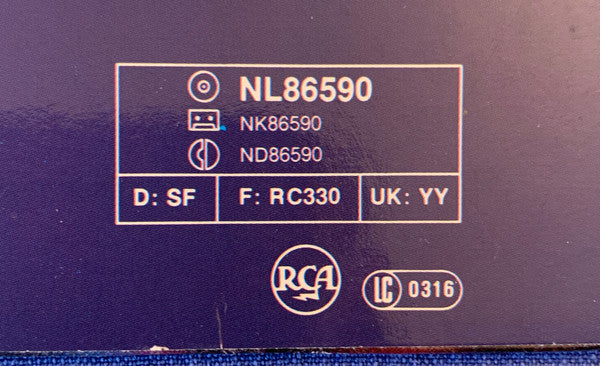 NL86590
NK86590
ND86590
D: SF F: RC330 UK: YY
RCA LC 0316